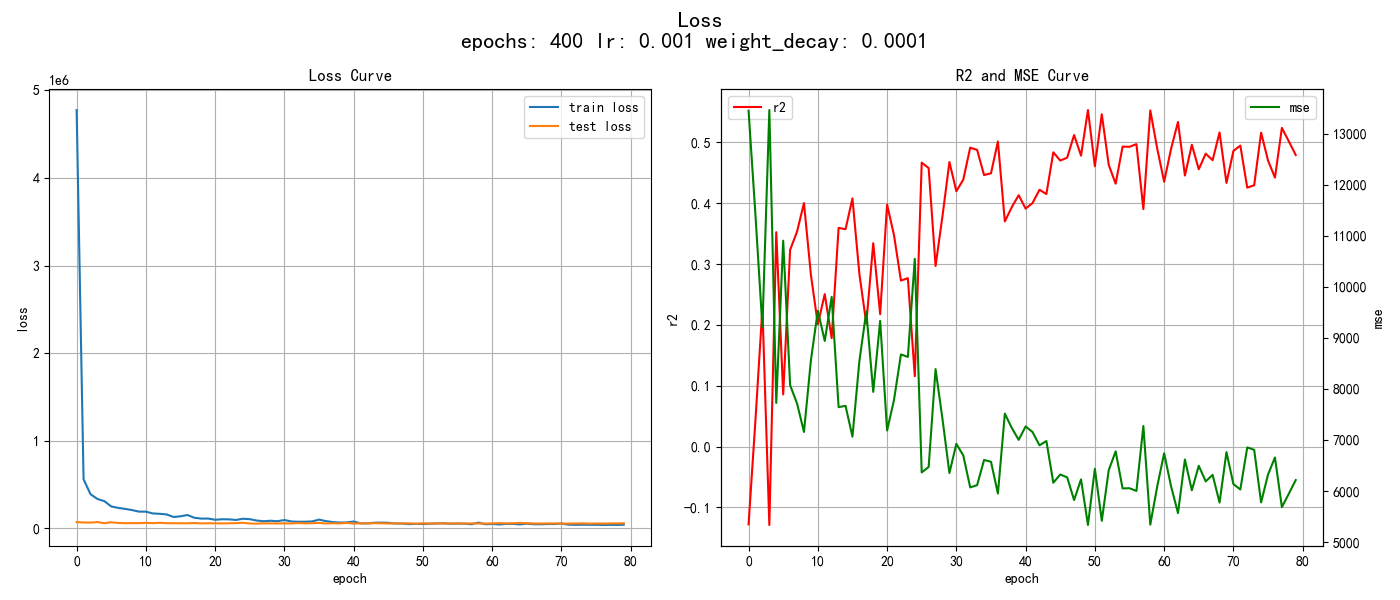 Loss
epochs: 400 lr: 0.001 weight_decay: 0.0001
Loss Curve
1e6
5
4
3
2
1
0
loss
0 10 20 30 40 50 60 70 80
epoch
train loss
test loss
R2 and MSE Curve
r2
mse
0.5
0.4
0.3
0.2
0.1
0.0
−0.1
r2
13000
12000
11000
10000
9000
8000
7000
6000
5000
mse
0 10 20 30 40 50 60 70 80
epoch